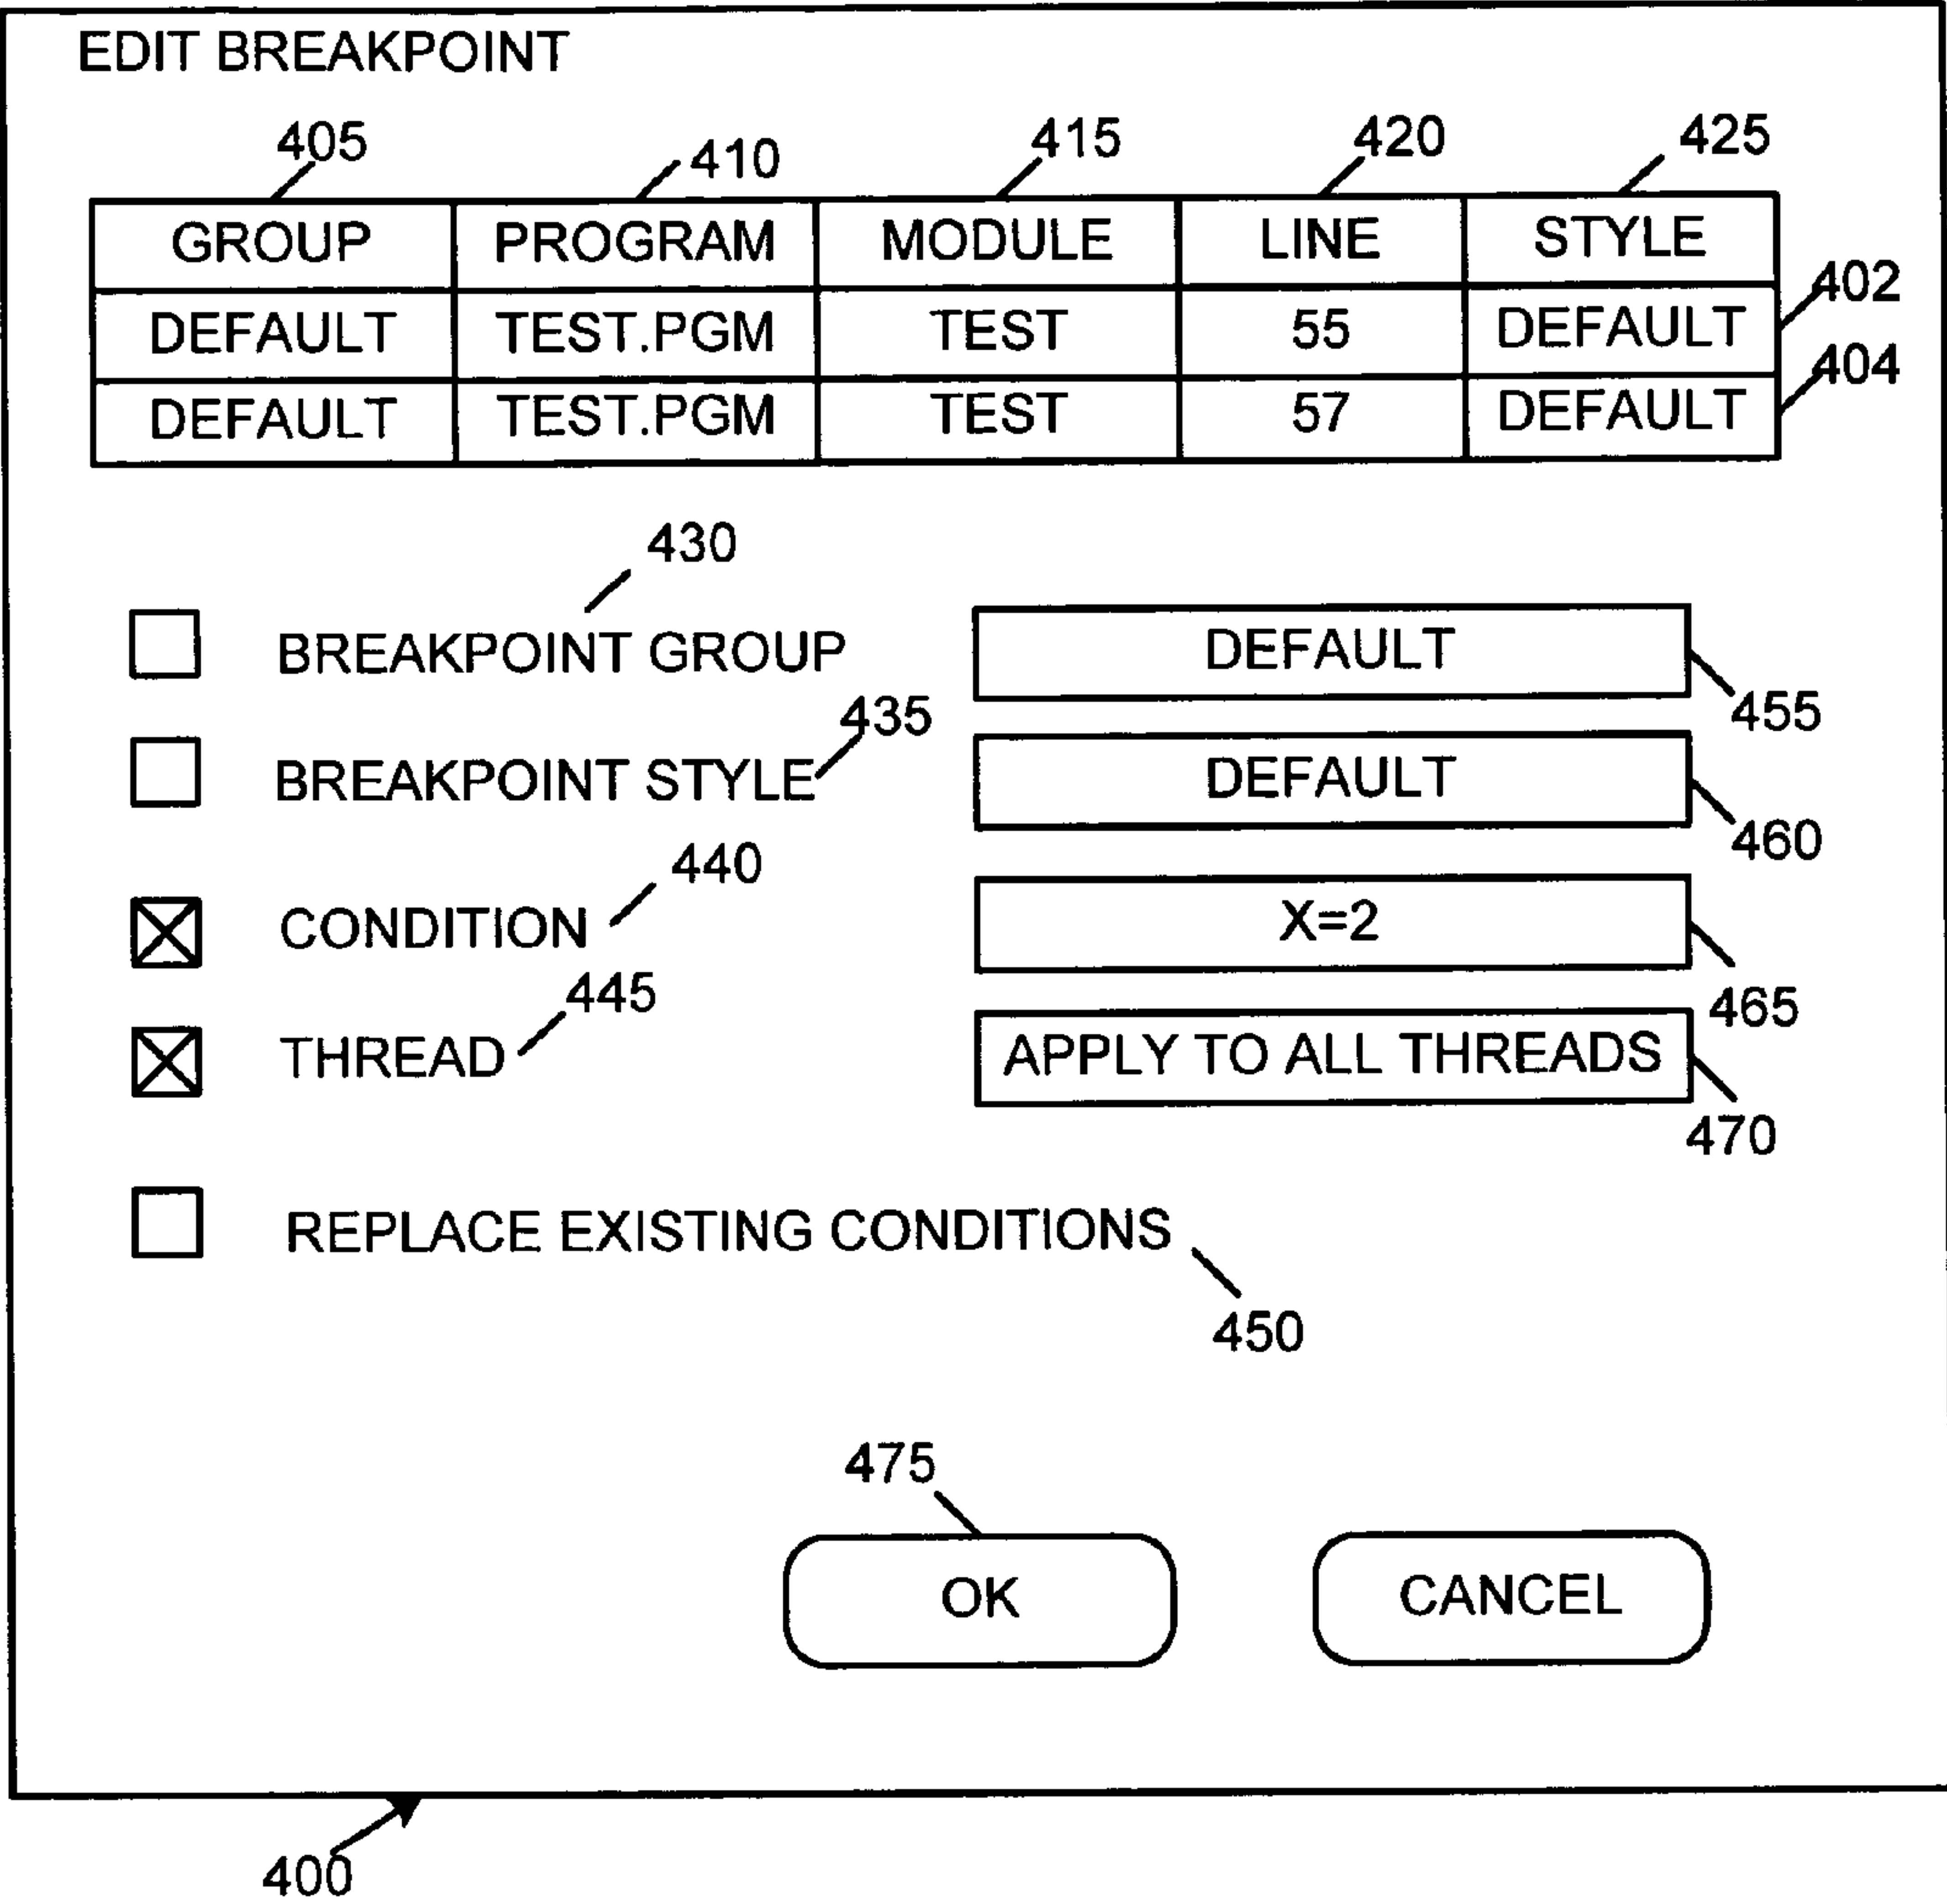 EDIT BREAKPOINT
405 410 415 420 425
GROUP PROGRAM MODULE LINE STYLE
402
DEFAULT TEST.PGM TEST 55 DEFAULT
404
DEFAULT TEST.PGM TEST 57 DEFAULT
430
BREAKPOINT GROUP DEFAULT
455
435
BREAKPOINT STYLE DEFAULT
460
440
CONDITION X=2
465
445
THREAD APPLY TO ALL THREADS
470
REPLACE EXISTING CONDITIONS
450
475
OK CANCEL
400